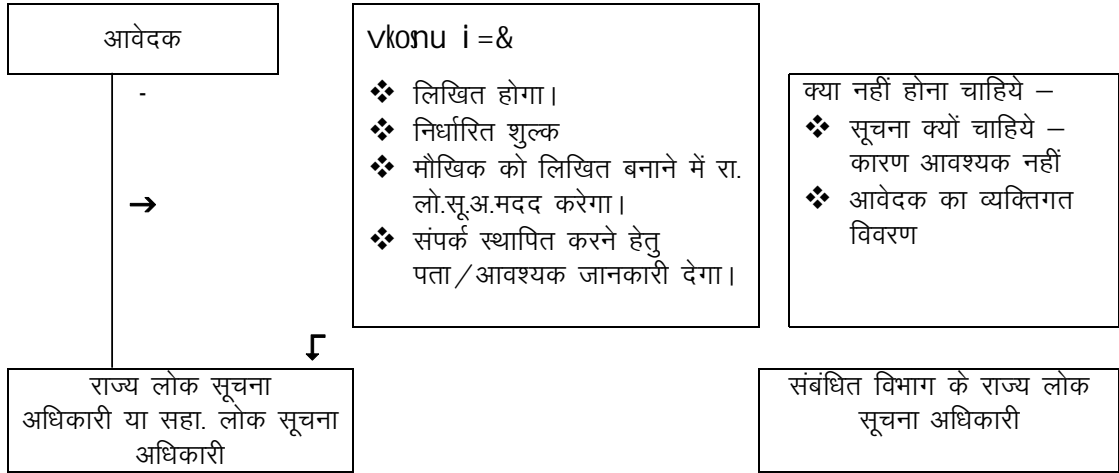 आवेदक
-
vkosnu i=&
❖ लिखित होगा।
❖ निर्धारित शुल्क
❖ मौखिक को लिखित बनाने में रा.
लो.सू.अ.मदद करेगा।
❖ संपर्क स्थापित करने हेतु
पता/आवश्यक जानकारी देगा।
क्या नहीं होना चाहिये –
❖ सूचना क्यों चाहिये –
कारण आवश्यक नहीं
❖ आवेदक का व्यक्तिगत
विवरण
राज्य लोक सूचना
अधिकारी या सहा. लोक सूचना
अधिकारी
संबंधित विभाग के राज्य लोक
सूचना अधिकारी